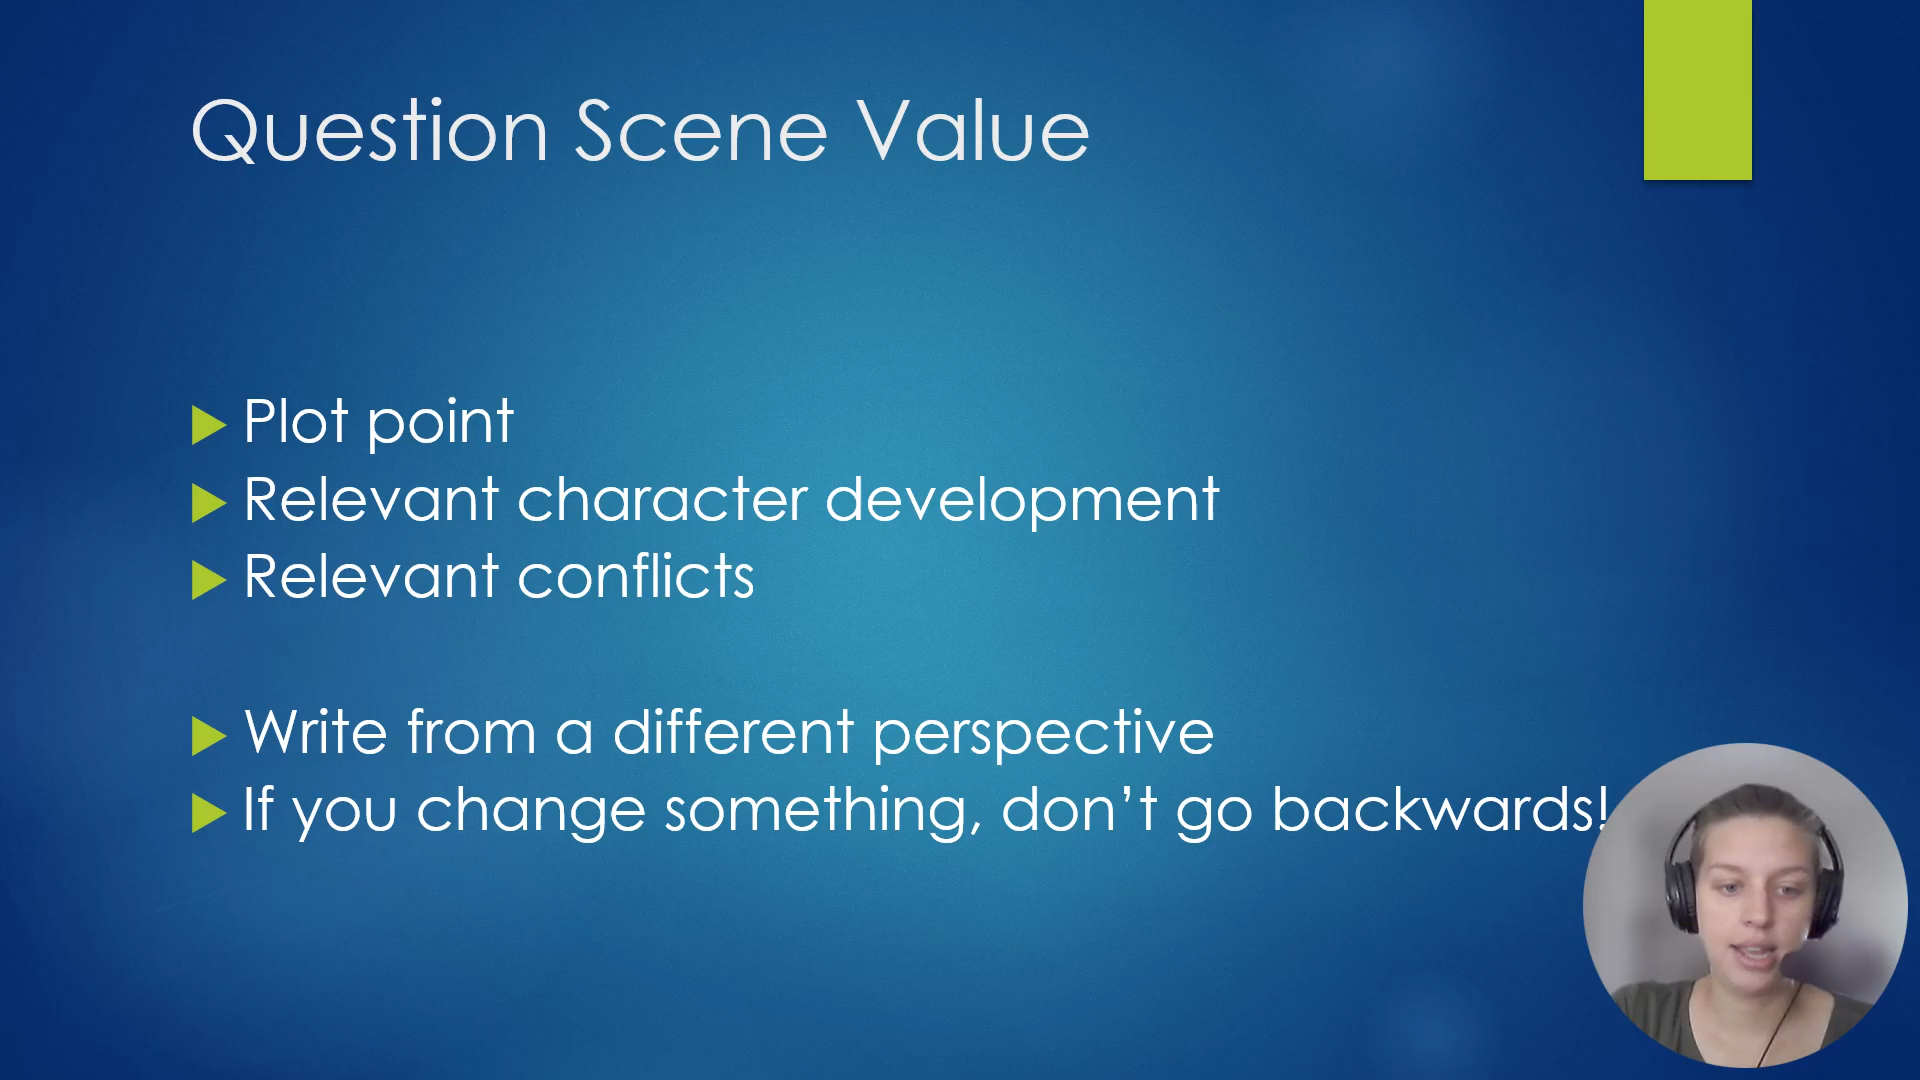 Question Scene Value
Plot point
Relevant character development
Relevant conflicts
Write from a different perspective
If you change something, don’t go backwards!